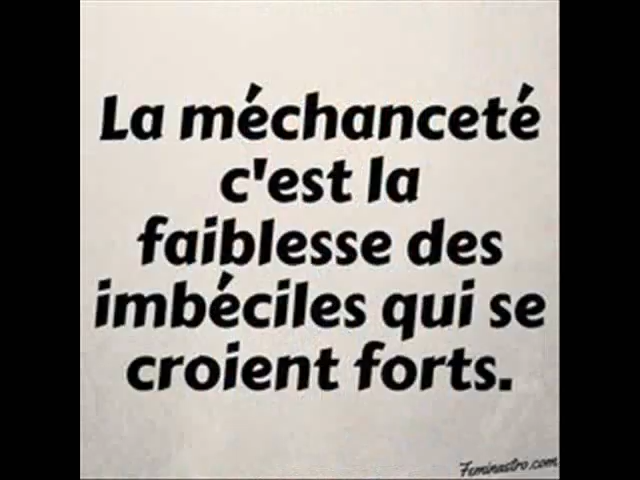 La méchanceté
c'est la
faiblesse des
imbéciles qui se
croient forts.
Feminastro.com